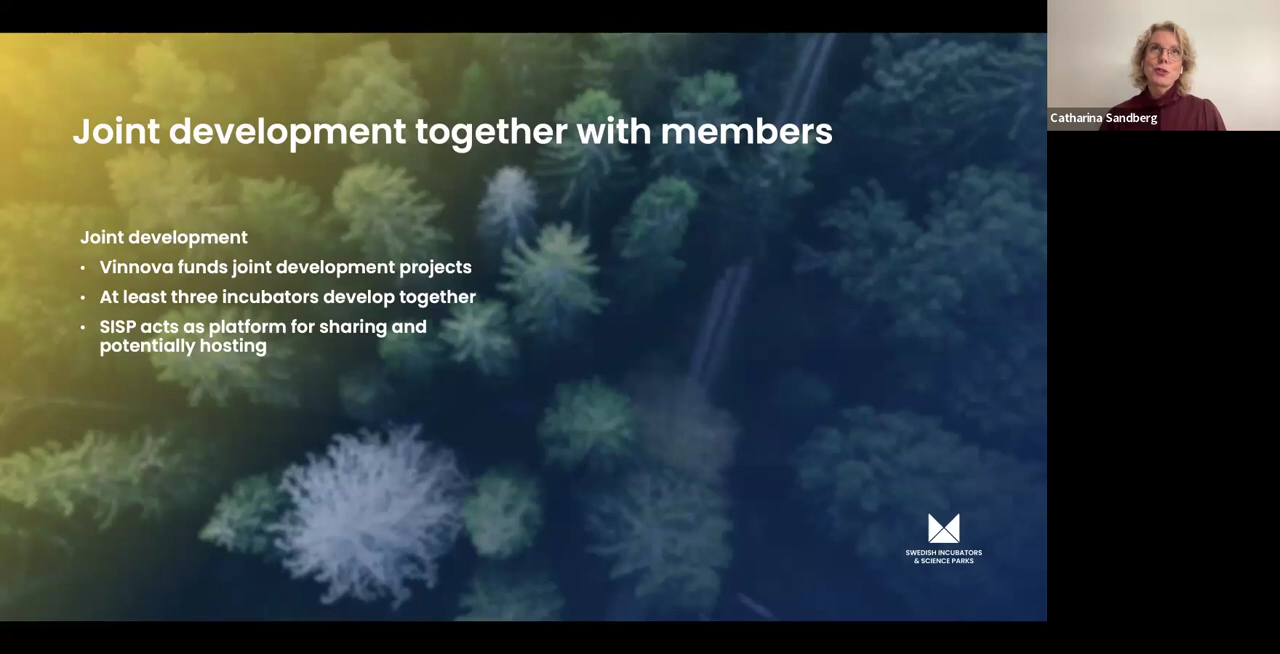 Joint development together with members
Catharina Sandberg
Joint development
• Vinnova funds joint development projects
• At least three incubators develop together
• SISP acts as platform for sharing and
potentially hosting
SWEDISH INCUBATORS
& SCIENCE PARKS